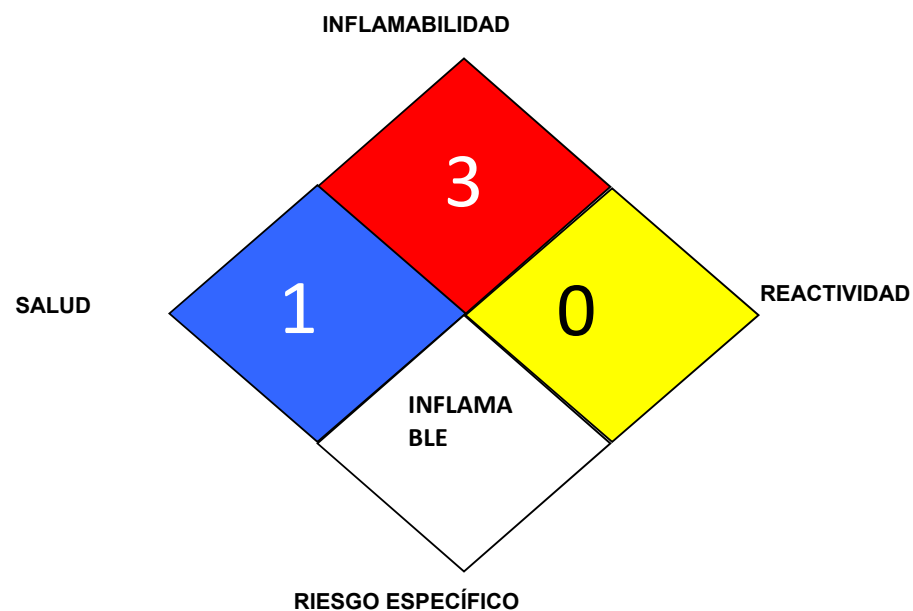 INFLAMABILIDAD
3
SALUD
1
0
REACTIVIDAD
INFLAMA
BLE
RIESGO ESPECÍFICO